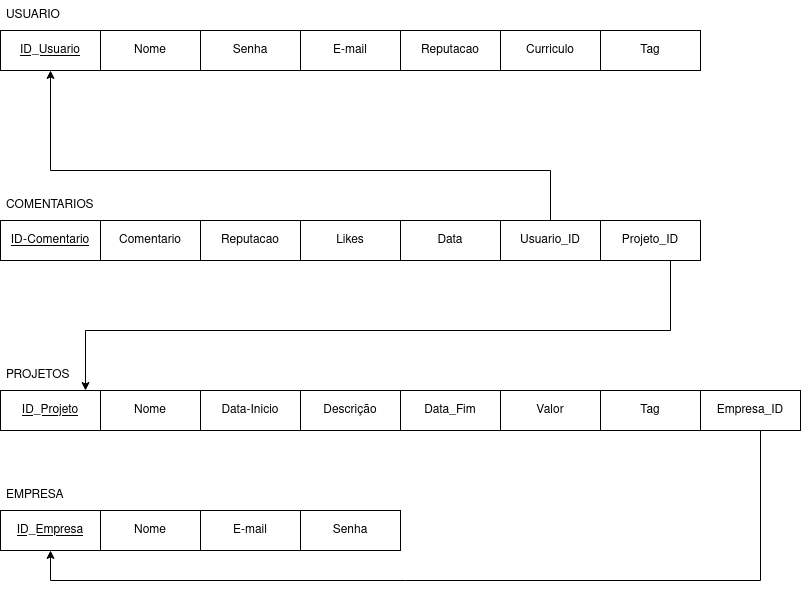 USUARIO
ID_Usuario Nome Senha E-mail Reputacao Curriculo Tag
COMENTARIOS
ID-Comentario Comentario Reputacao Likes Data Usuario_ID Projeto_ID
PROJETOS
ID_Projeto Nome Data-Inicio Descrição Data_Fim Valor Tag Empresa_ID
EMPRESA
ID_Empresa Nome E-mail Senha